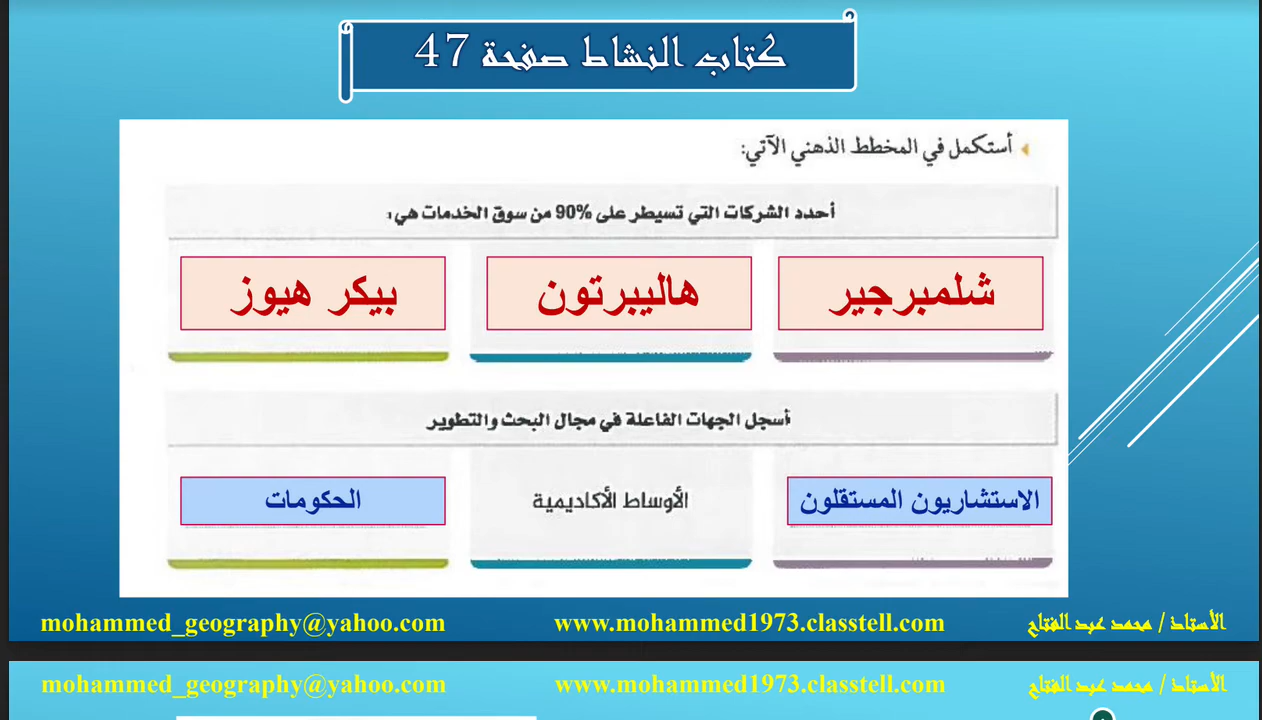 كتاب النشاط صفحة 47
أستكمل في المخطط الذهني الآتي:
أحدد الشركات التي تسيطر على 90% من سوق الخدمات هي:
شلمبرجير
هاليبرتون
بيكر هيوز
أسجل الجهات الفاعلة في مجال البحث والتطوير
الاستشاريون المستقلون
الأوساط الأكاديمية
الحكومات
الأستاذ / محمد عبد الفتاح
www.mohammed1973.classtell.com
mohammed_geography@yahoo.com
الأستاذ / محمد عبد الفتاح
www.mohammed1973.classtell.com
mohammed_geography@yahoo.com